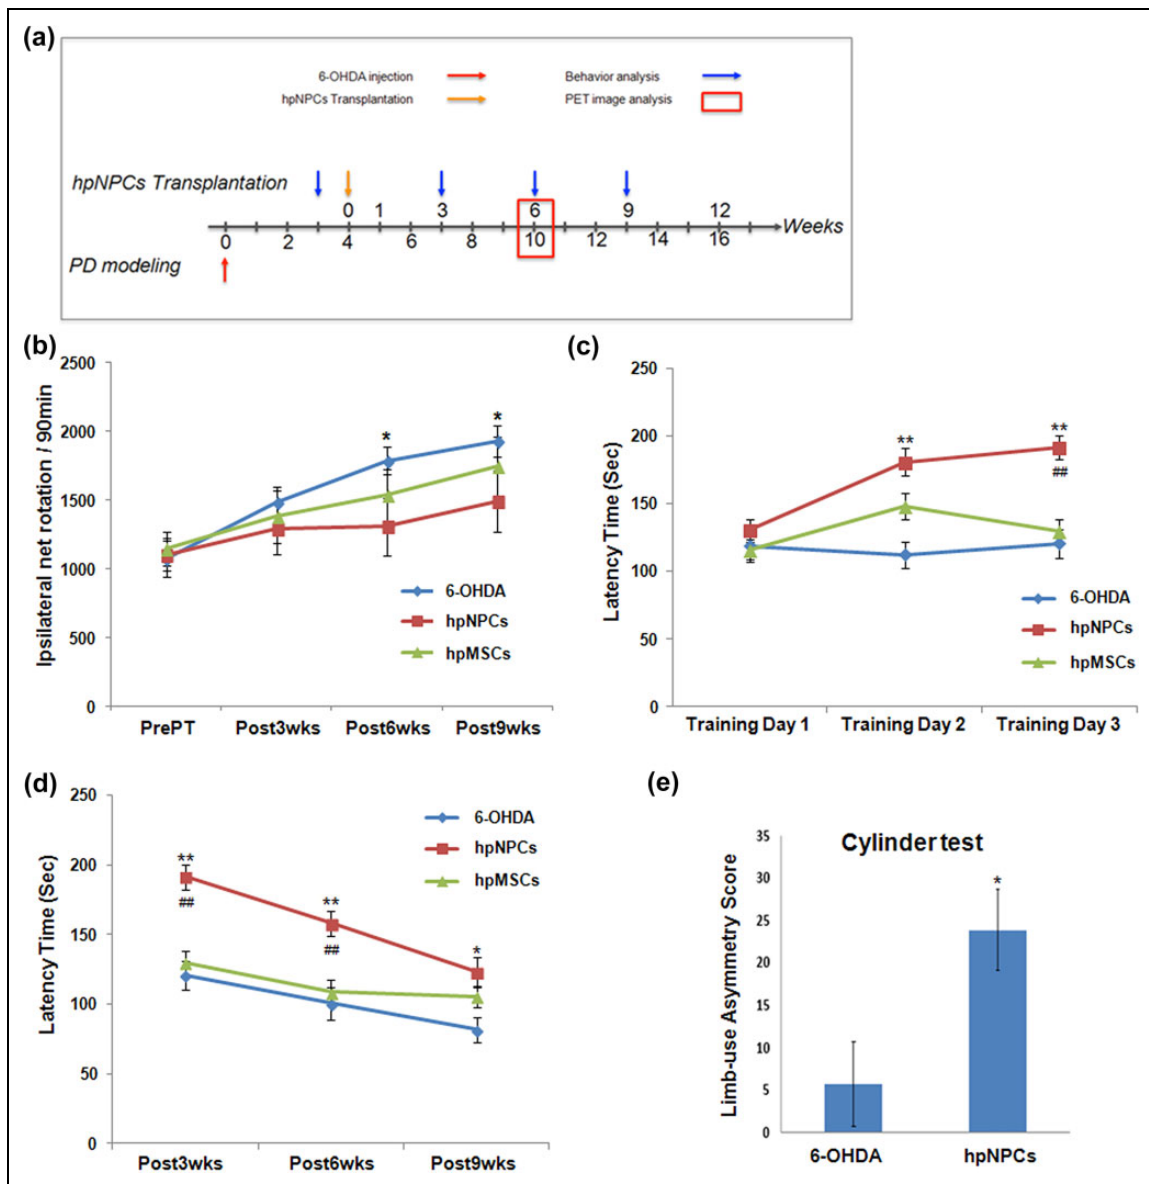 (a)
6-OHDA injection
Behavior analysis
hpNPCs Transplantation
PET image analysis
hpNPCs Transplantation
0 1 3 6 9 12
Weeks
0 2 4 6 8 10 12 14 16
PD modeling
(b)
2500
2000
1500
1000
500
0
Ipsilateral net rotation / 90min
* *
6-OHDA
hpNPCs
hpMSCs
PrePT Post3wks Post6wks Post9wks
(c)
250
200
150
100
50
0
Latency Time (Sec)
** **
##
6-OHDA
hpNPCs
hpMSCs
Training Day 1 Training Day 2 Training Day 3
(d)
250
200
150
100
50
0
Latency Time (Sec)
6-OHDA
hpNPCs
hpMSCs
** ** *
## ##
Post3wks Post6wks Post9wks
(e)
Cylinder test
35
30
25
20
15
10
5
0
Limb-use Asymmetry Score
*
6-OHDA hpNPCs